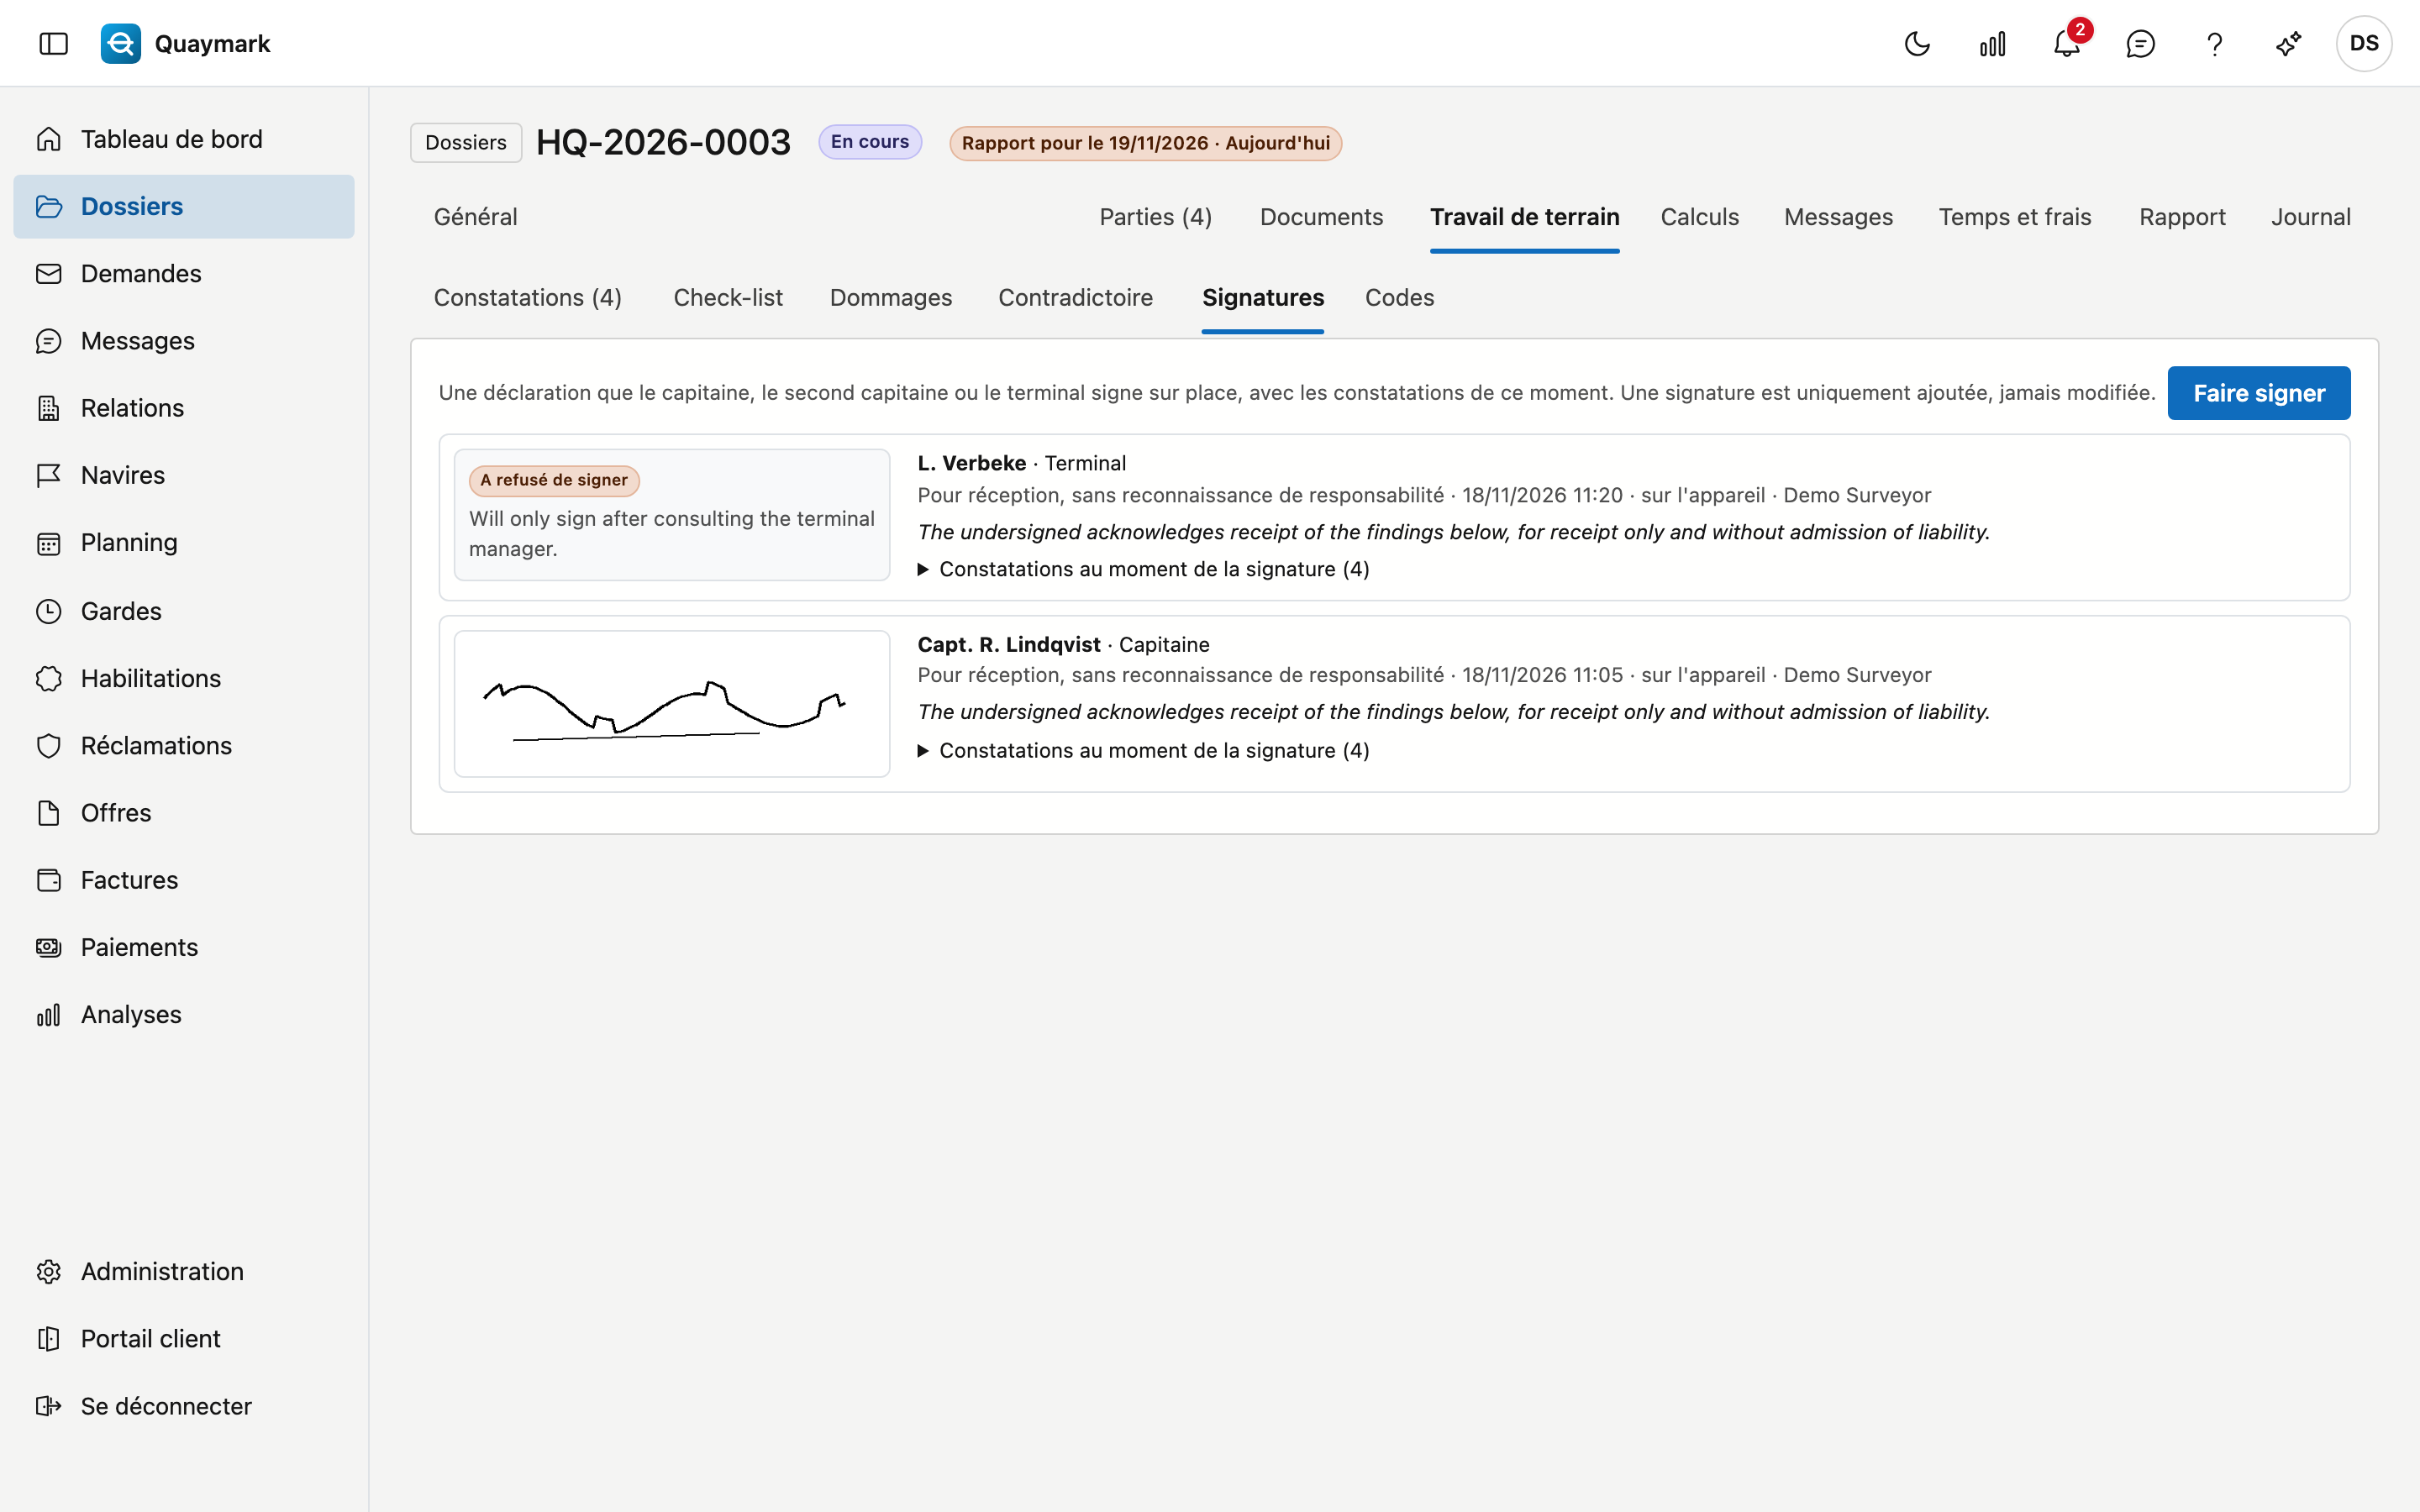 Quaymark
2
DS
Tableau de bord
Dossiers
Demandes
Messages
Relations
Navires
Planning
Gardes
Habilitations
Réclamations
Offres
Factures
Paiements
Analyses
Administration
Portail client
Se déconnecter
Dossiers HQ-2026-0003 En cours Rapport pour le 19/11/2026 · Aujourd'hui
Général Parties (4) Documents Travail de terrain Calculs Messages Temps et frais Rapport Journal
Constatations (4) Check-list Dommages Contradictoire Signatures Codes
Une déclaration que le capitaine, le second capitaine ou le terminal signe sur place, avec les constatations de ce moment. Une signature est uniquement ajoutée, jamais modifiée. Faire signer
A refusé de signer
Will only sign after consulting the terminal
manager.
L. Verbeke · Terminal
Pour réception, sans reconnaissance de responsabilité · 18/11/2026 11:20 · sur l'appareil · Demo Surveyor
The undersigned acknowledges receipt of the findings below, for receipt only and without admission of liability.
Constatations au moment de la signature (4)
Capt. R. Lindqvist · Capitaine
Pour réception, sans reconnaissance de responsabilité · 18/11/2026 11:05 · sur l'appareil · Demo Surveyor
The undersigned acknowledges receipt of the findings below, for receipt only and without admission of liability.
Constatations au moment de la signature (4)